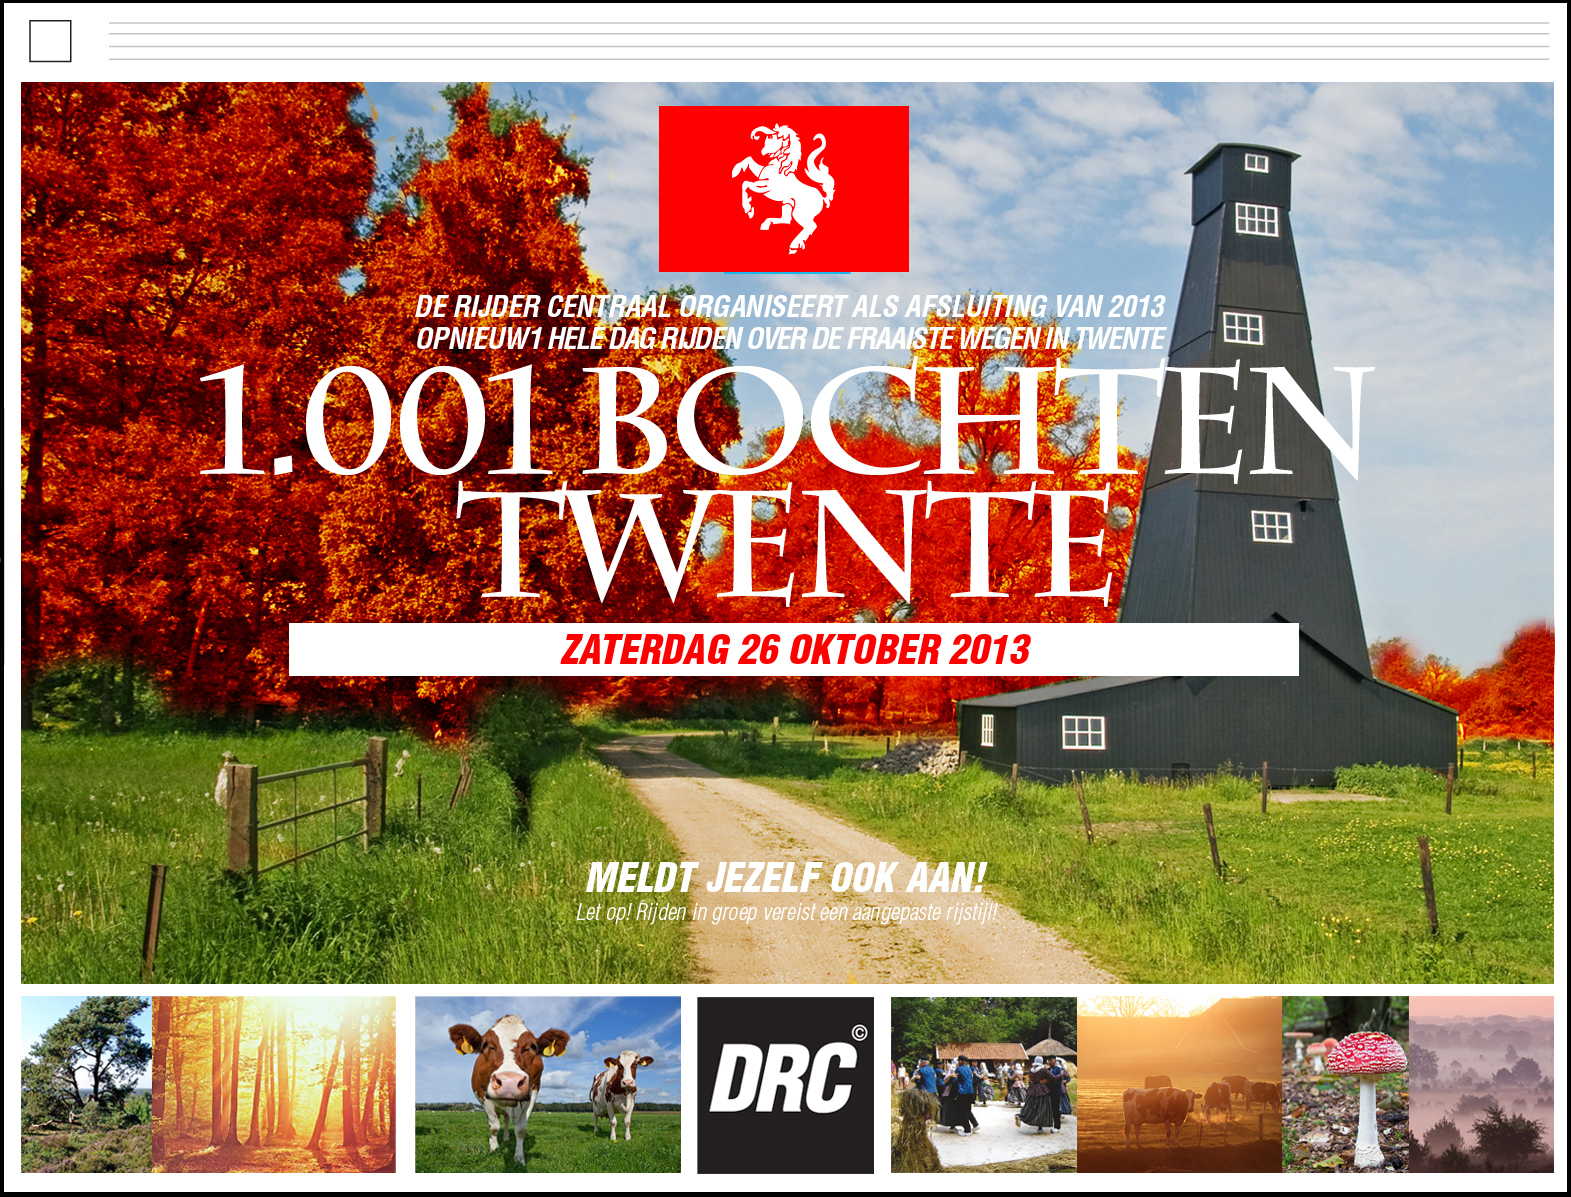 DE RIJDER CENTRAAL ORGANISEERT ALS AFSLUITING VAN 2013
OPNIEUW1 HELE DAG RIJDEN OVER DE FRAAISTE WEGEN IN TWENTE
1.001 BOCHTEN
TWENTE
ZATERDAG 26 OKTOBER 2013
MELDT JEZELF OOK AAN!
Let op! Rijden in groep vereist een aangepaste rijstijl!
DRC©